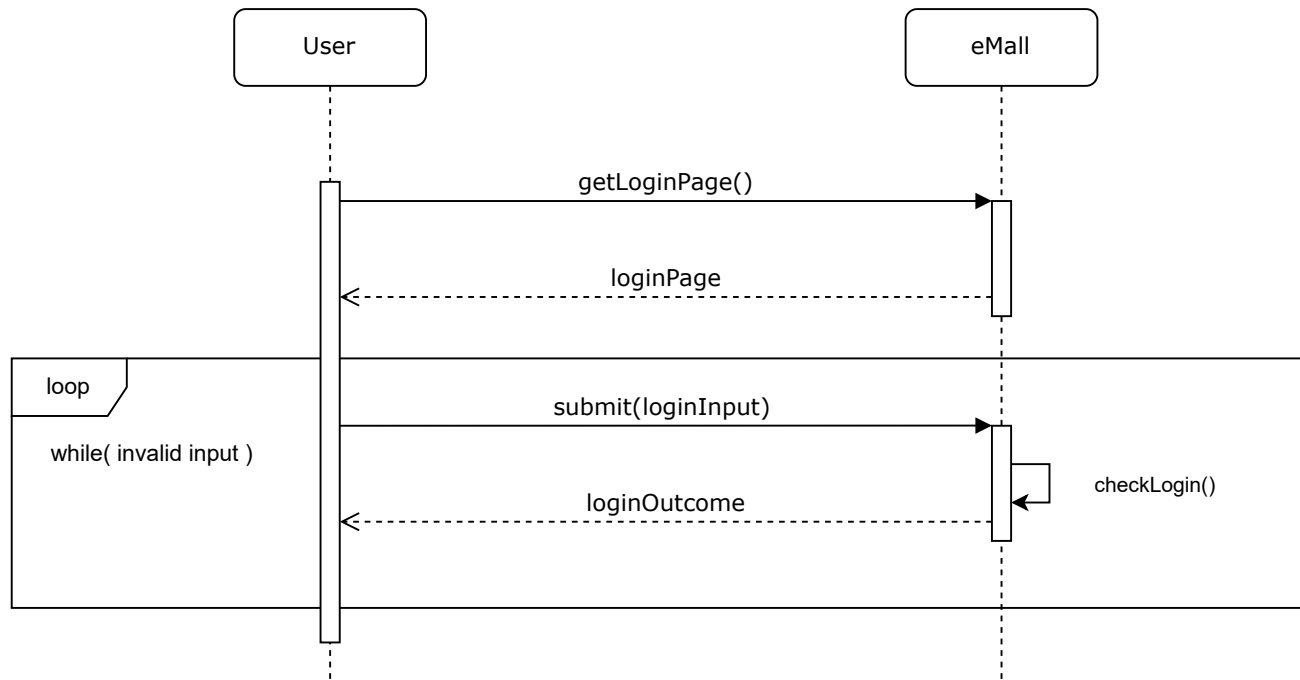 User
eMall
getLoginPage()
loginPage
loop
submit(loginInput)
while( invalid input )
checkLogin()
loginOutcome